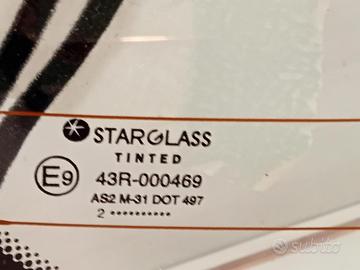 STARGLASS
TINTED
E9 43R-000469
AS2 M-31 DOT 497
2 ••••••••••
subito